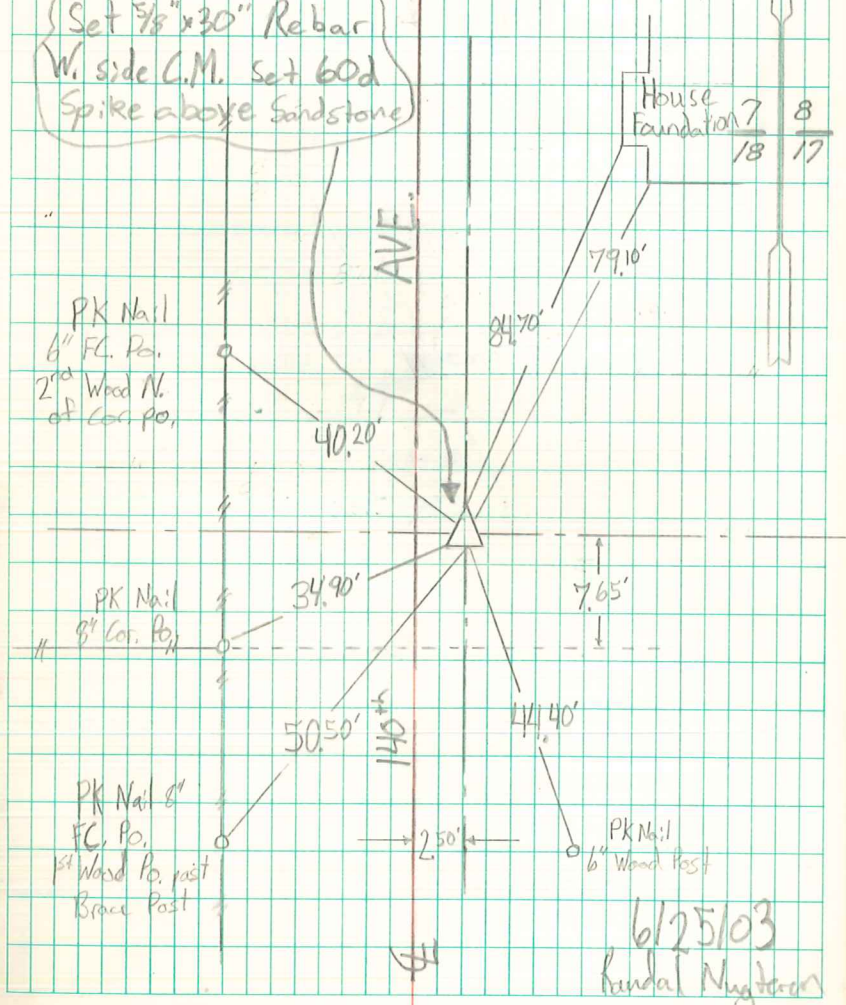 Set 5/8"x30" Rebar
W. side C.M. Set 60d
Spike above Sandstone
House
Foundation
7 8
18 17
AVE.
79.10'
84.70'
PK Nail
6" FC. Po.
2nd Wood N.
of Cor. Po.
40.20'
34.90'
7.65'
PK Nail
8" Cor. Po.
50.50'
140th
44.40'
PK Nail 8"
FC. Po.
1st Wood Po. past
Brace Post
2.50'
PK Nail
6" Wood Post
℄
6/25/03
Randal Nugteren